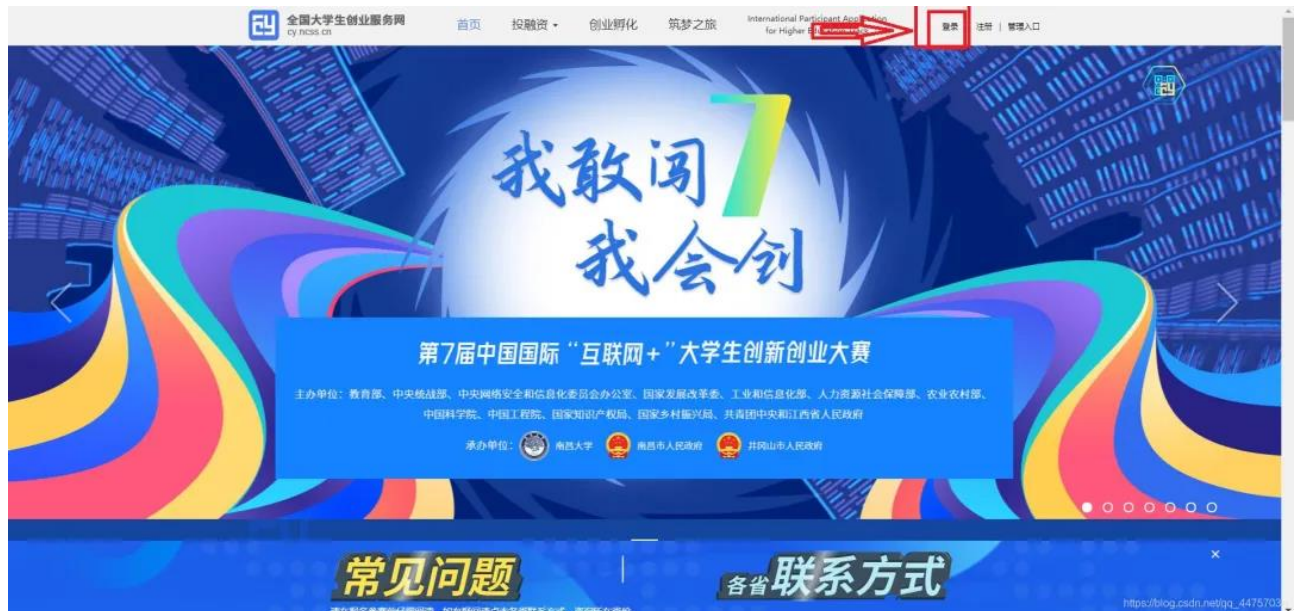 全国大学生创业服务网
cy.ncss.cn
首页 投融资 创业孵化 筑梦之旅
International Participant Application
for Higher
登录 | 注册 | 管理入口
我敢闯
7
我会创
第7届中国国际“互联网+”大学生创新创业大赛
主办单位：教育部、中央统战部、中央网络安全和信息化委员会办公室、国家发展改革委、工业和信息化部、人力资源社会保障部、农业农村部、
中国科学院、中国工程院、国家知识产权局、国家乡村振兴局、共青团中央和江西省人民政府
承办单位： 南昌大学 南昌市人民政府 井冈山市人民政府
常见问题
各省联系方式
https://blog.csdn.net/qq_4475703